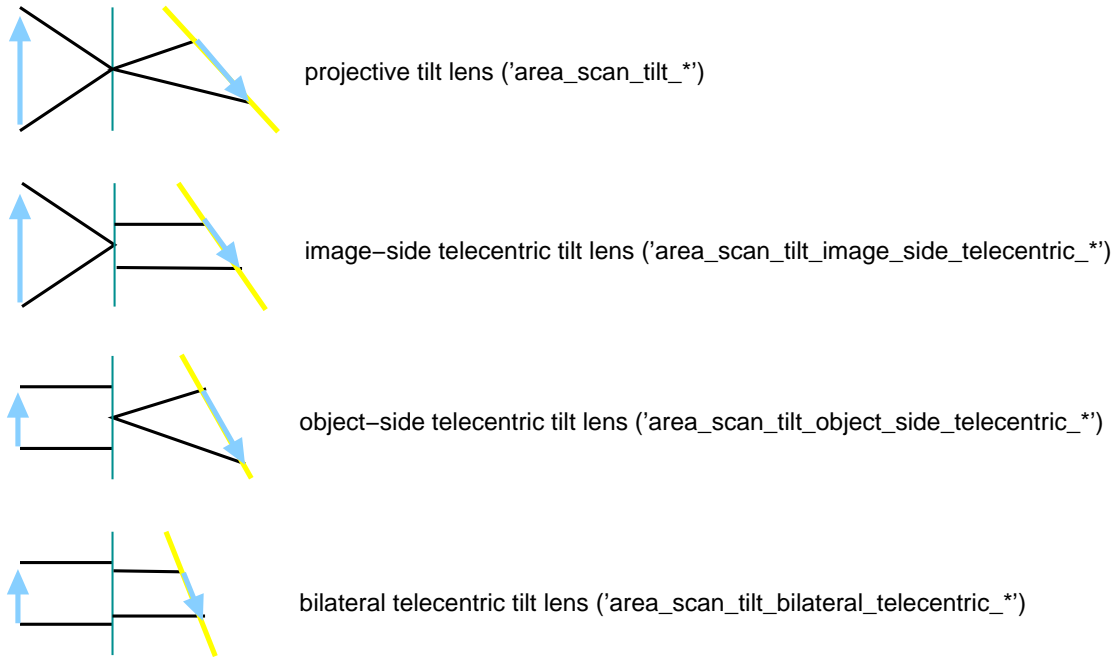 projective tilt lens (’area_scan_tilt_*’)
image−side telecentric tilt lens (’area_scan_tilt_image_side_telecentric_*’)
object−side telecentric tilt lens (’area_scan_tilt_object_side_telecentric_*’)
bilateral telecentric tilt lens (’area_scan_tilt_bilateral_telecentric_*’)